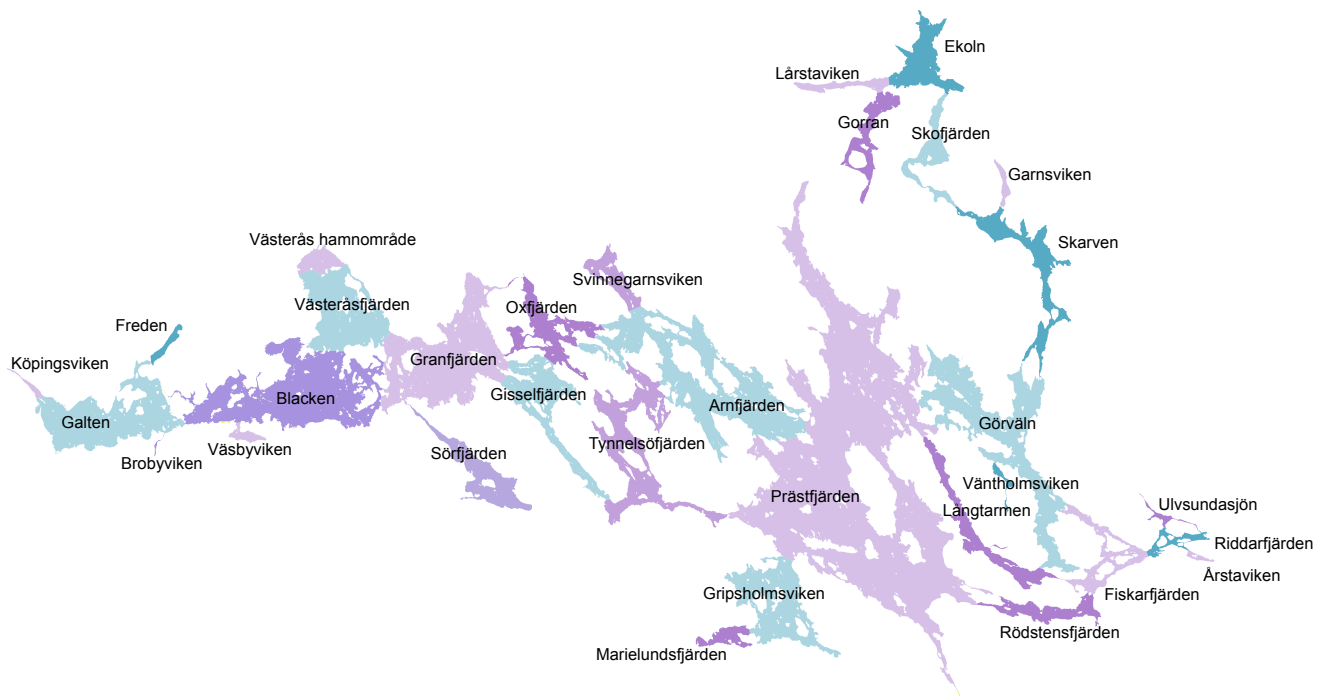 Ekoln
Lårstaviken
Gorran
Skofjärden
Garnsviken
Skarven
Västerås hamnområde
Svinnegarnsviken
Västeråsfjärden
Oxfjärden
Freden
Köpingsviken
Granfjärden
Gisselfjärden
Blacken
Arnfjärden
Galten
Görväln
Väsbyviken
Tynnelsöfjärden
Sörfjärden
Brobyviken
Väntholmsviken
Prästfjärden
Långtarmen
Ulvsundasjön
Riddarfjärden
Årstaviken
Gripsholmsviken
Fiskarfjärden
Rödstensfjärden
Marielundsfjärden